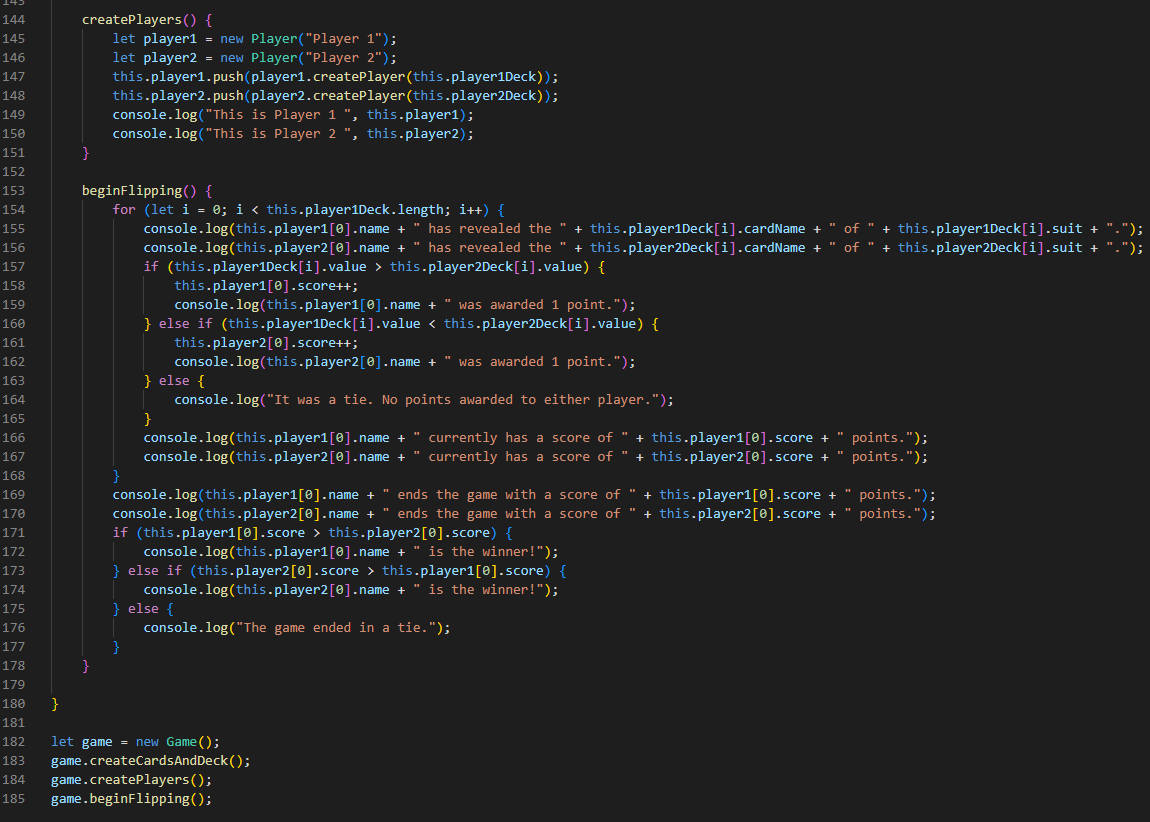 143
144 createPlayers() {
145 let player1 = new Player("Player 1");
146 let player2 = new Player("Player 2");
147 this.player1.push(player1.createPlayer(this.player1Deck));
148 this.player2.push(player2.createPlayer(this.player2Deck));
149 console.log("This is Player 1 ", this.player1);
150 console.log("This is Player 2 ", this.player2);
151 }
152
153 beginFlipping() {
154 for (let i = 0; i < this.player1Deck.length; i++) {
155 console.log(this.player1[0].name + " has revealed the " + this.player1Deck[i].cardName + " of " + this.player1Deck[i].suit + ".");
156 console.log(this.player2[0].name + " has revealed the " + this.player2Deck[i].cardName + " of " + this.player2Deck[i].suit + ".");
157 if (this.player1Deck[i].value > this.player2Deck[i].value) {
158 this.player1[0].score++;
159 console.log(this.player1[0].name + " was awarded 1 point.");
160 } else if (this.player1Deck[i].value < this.player2Deck[i].value) {
161 this.player2[0].score++;
162 console.log(this.player2[0].name + " was awarded 1 point.");
163 } else {
164 console.log("It was a tie. No points awarded to either player.");
165 }
166 console.log(this.player1[0].name + " currently has a score of " + this.player1[0].score + " points.");
167 console.log(this.player2[0].name + " currently has a score of " + this.player2[0].score + " points.");
168 }
169 console.log(this.player1[0].name + " ends the game with a score of " + this.player1[0].score + " points.");
170 console.log(this.player2[0].name + " ends the game with a score of " + this.player2[0].score + " points.");
171 if (this.player1[0].score > this.player2[0].score) {
172 console.log(this.player1[0].name + " is the winner!");
173 } else if (this.player2[0].score > this.player1[0].score) {
174 console.log(this.player2[0].name + " is the winner!");
175 } else {
176 console.log("The game ended in a tie.");
177 }
178 }
179
180 }
181
182 let game = new Game();
183 game.createCardsAndDeck();
184 game.createPlayers();
185 game.beginFlipping();